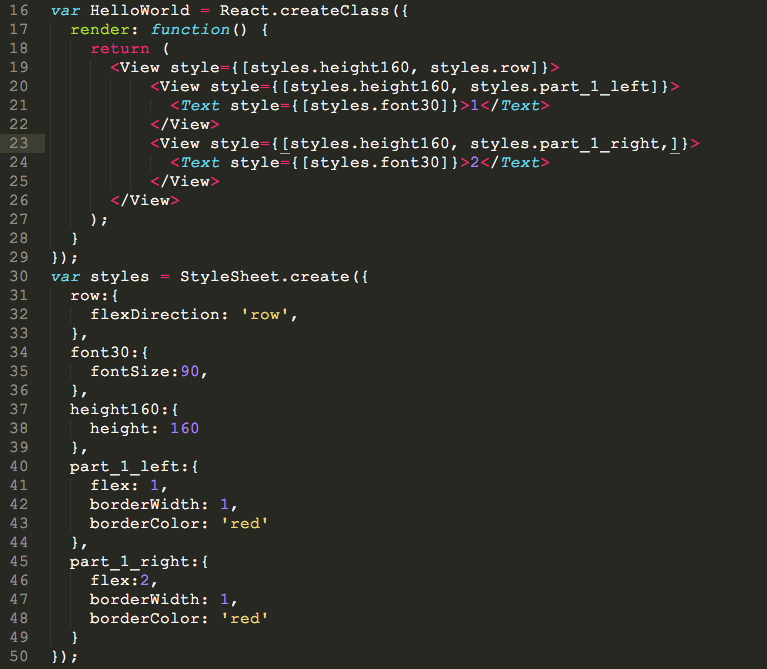 16 var HelloWorld = React.createClass({
17   render: function() {
18     return (
19       <View style={[styles.height160, styles.row]}>
20           <View style={[styles.height160, styles.part_1_left]}>
21             <Text style={[styles.font30]}>1</Text>
22           </View>
23           <View style={[styles.height160, styles.part_1_right,]}>
24             <Text style={[styles.font30]}>2</Text>
25           </View>
26       </View>
27     );
28   }
29 });
30 var styles = StyleSheet.create({
31   row:{
32     flexDirection: 'row',
33   },
34   font30:{
35     fontSize:90,
36   },
37   height160:{
38     height: 160
39   },
40   part_1_left:{
41     flex: 1,
42     borderWidth: 1,
43     borderColor: 'red'
44   },
45   part_1_right:{
46     flex:2,
47     borderWidth: 1,
48     borderColor: 'red'
49   }
50 });